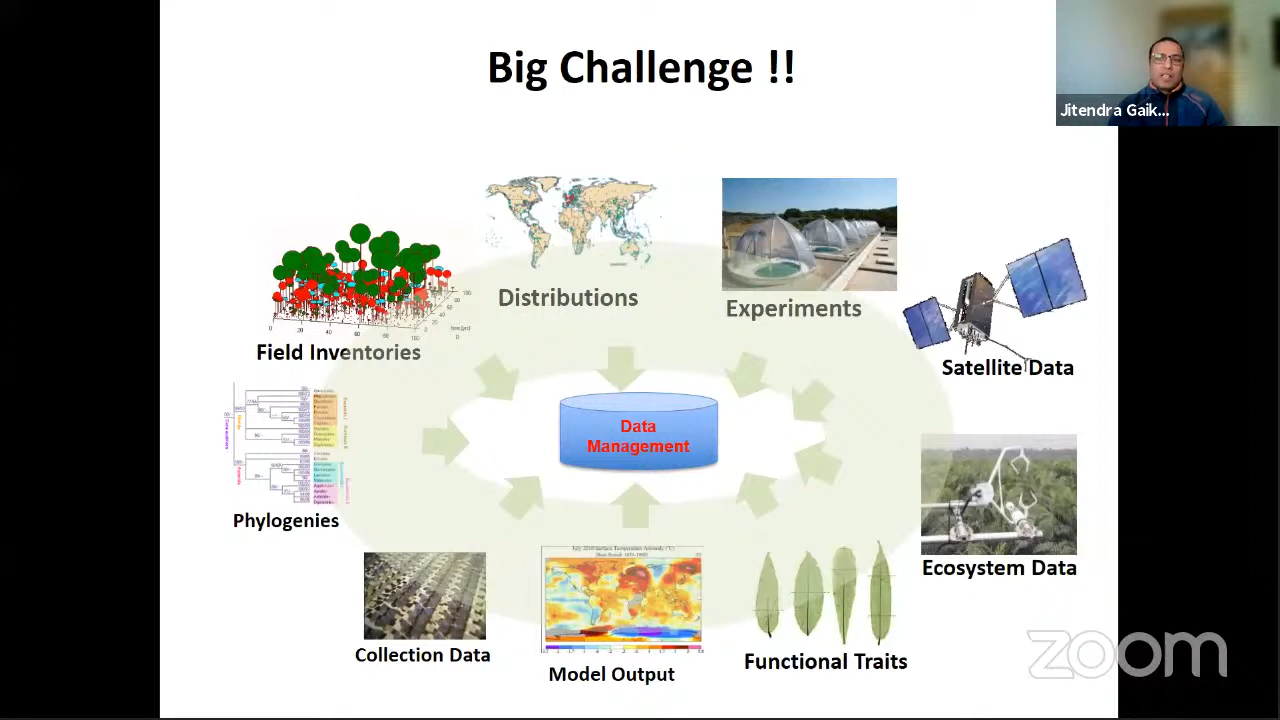 Big Challenge !!
Jitendra Gaik...
Distributions
Experiments
Field Inventories
Satellite Data
Data
Management
Phylogenies
Ecosystem Data
Collection Data
Model Output
Functional Traits
zoom